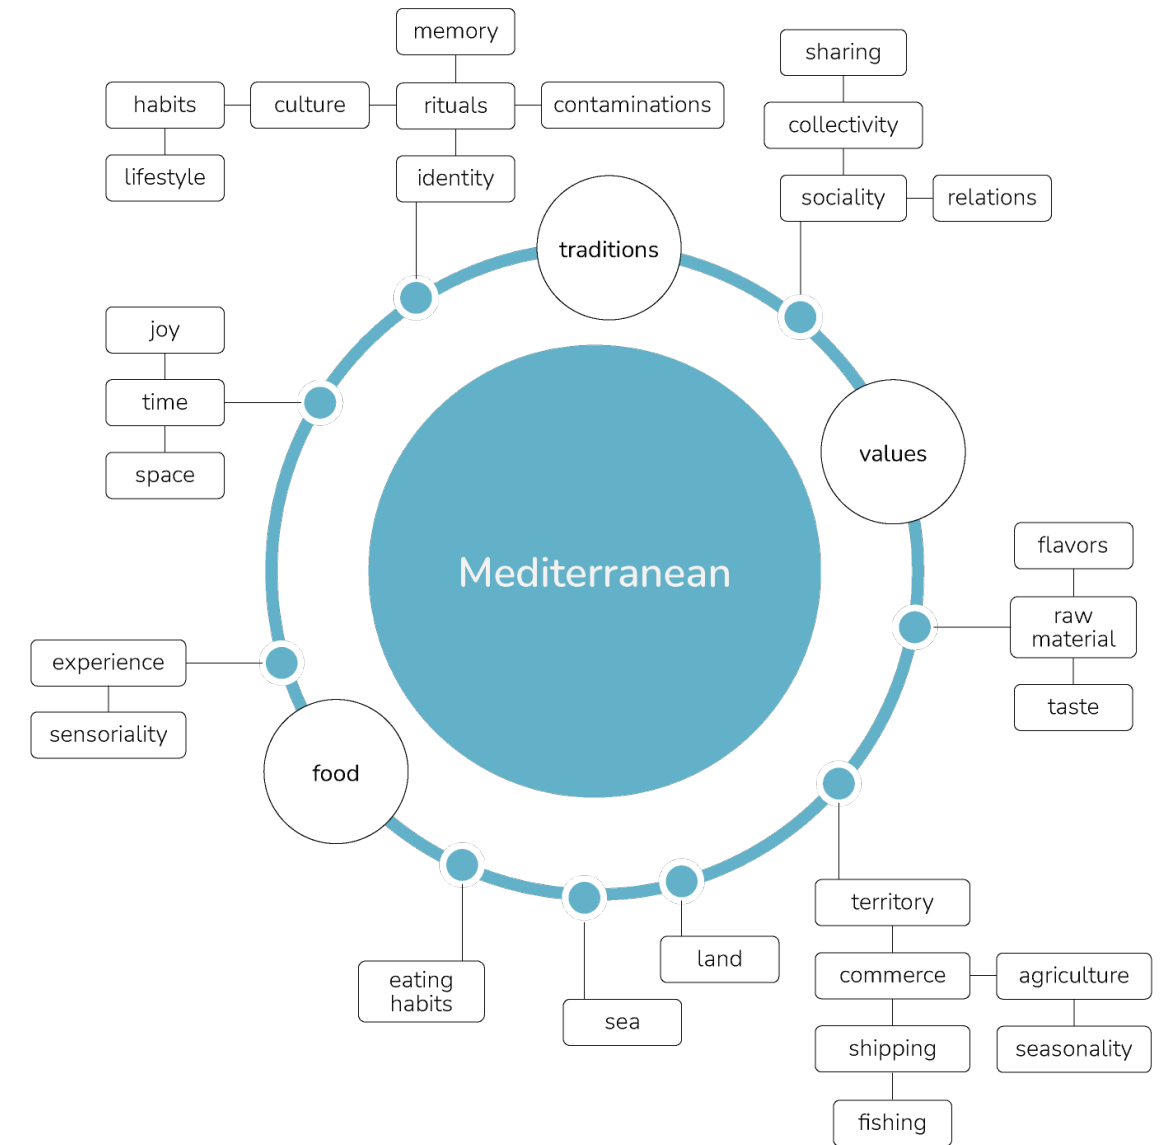 memory
sharing
habits
culture
rituals
contaminations
collectivity
lifestyle
identity
sociality
relations
traditions
joy
time
space
values
Mediterranean
flavors
raw
material
taste
experience
sensoriality
food
territory
land
eating
habits
sea
commerce
agriculture
shipping
seasonality
fishing